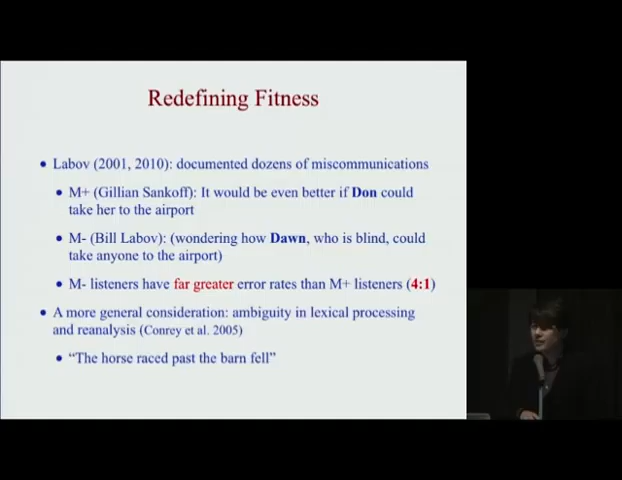 Redefining Fitness
• Labov (2001, 2010): documented dozens of miscommunications
• M+ (Gillian Sankoff): It would be even better if Don could
take her to the airport
• M- (Bill Labov): (wondering how Dawn, who is blind, could
take anyone to the airport)
• M- listeners have far greater error rates than M+ listeners (4:1)
• A more general consideration: ambiguity in lexical processing
and reanalysis (Conrey et al. 2005)
• “The horse raced past the barn fell”